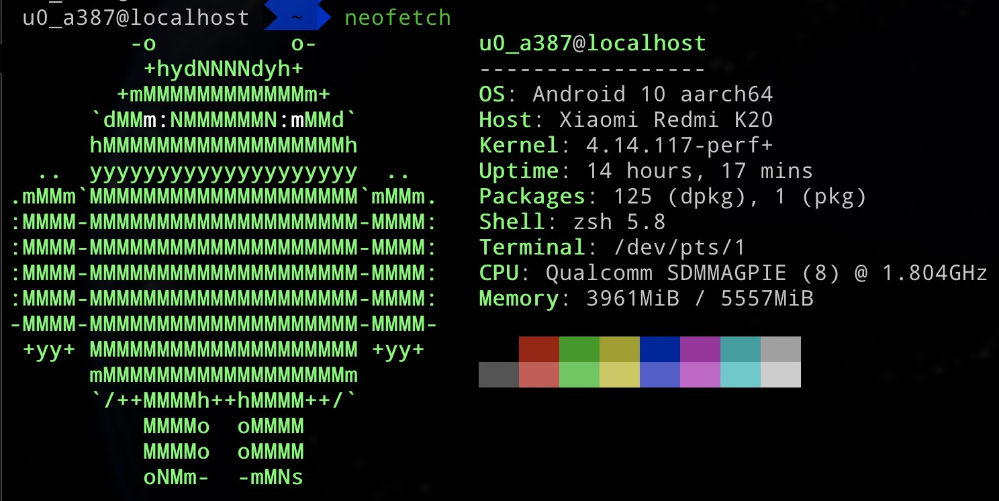 u0_a387@localhost ~ neofetch
         -o          o-
          +hydNNNNdyh+
        +mMMMMMMMMMMMMm+
      `dMMm:NMMMMMMN:mMMd`
      hMMMMMMMMMMMMMMMMMMh
  ..  yyyyyyyyyyyyyyyyyyyy  ..
.mMMm`MMMMMMMMMMMMMMMMMMMM`mMMm.
:MMMM-MMMMMMMMMMMMMMMMMMMM-MMMM:
:MMMM-MMMMMMMMMMMMMMMMMMMM-MMMM:
:MMMM-MMMMMMMMMMMMMMMMMMMM-MMMM:
:MMMM-MMMMMMMMMMMMMMMMMMMM-MMMM:
-MMMM-MMMMMMMMMMMMMMMMMMMM-MMMM-
 +yy+ MMMMMMMMMMMMMMMMMMMM +yy+
      mMMMMMMMMMMMMMMMMMMm
      `/++MMMMh++hMMMM++/`
          MMMMo  oMMMM
          MMMMo  oMMMM
          oNMm-  -mMNs
u0_a387@localhost
-----------------
OS: Android 10 aarch64
Host: Xiaomi Redmi K20
Kernel: 4.14.117-perf+
Uptime: 14 hours, 17 mins
Packages: 125 (dpkg), 1 (pkg)
Shell: zsh 5.8
Terminal: /dev/pts/1
CPU: Qualcomm SDMMAGPIE (8) @ 1.804GHz
Memory: 3961MiB / 5557MiB